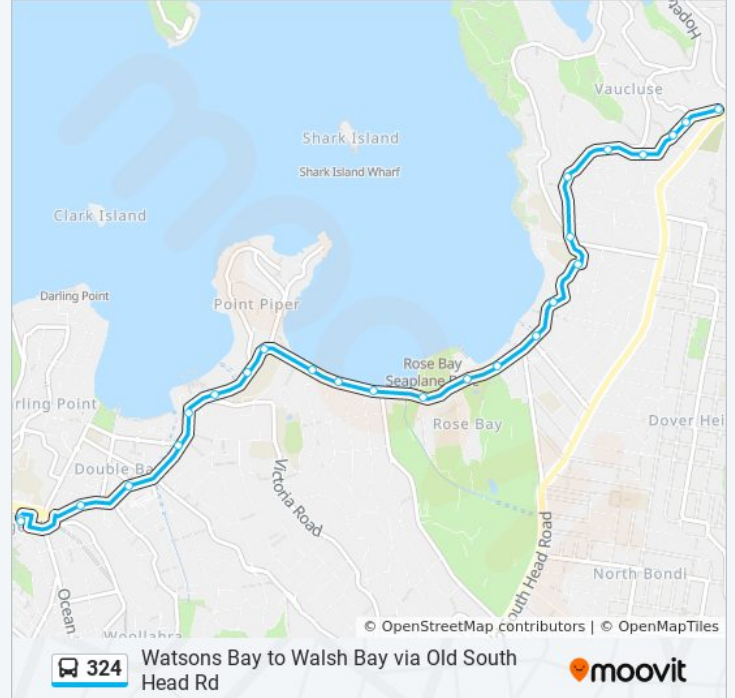 Hopet
Vaucluse
Shark Island
Shark Island Wharf
Clark Island
Darling Point
Point Piper
Rose Bay
Seaplane
rling Point
Rose Bay
Dover Hei
Double Ba
Victoria Road
outh Head Road
North Bondi
Ocean
Woollahra
© OpenStreetMap contributors | © OpenMapTiles
324
Watsons Bay to Walsh Bay via Old South
Head Rd
moovit